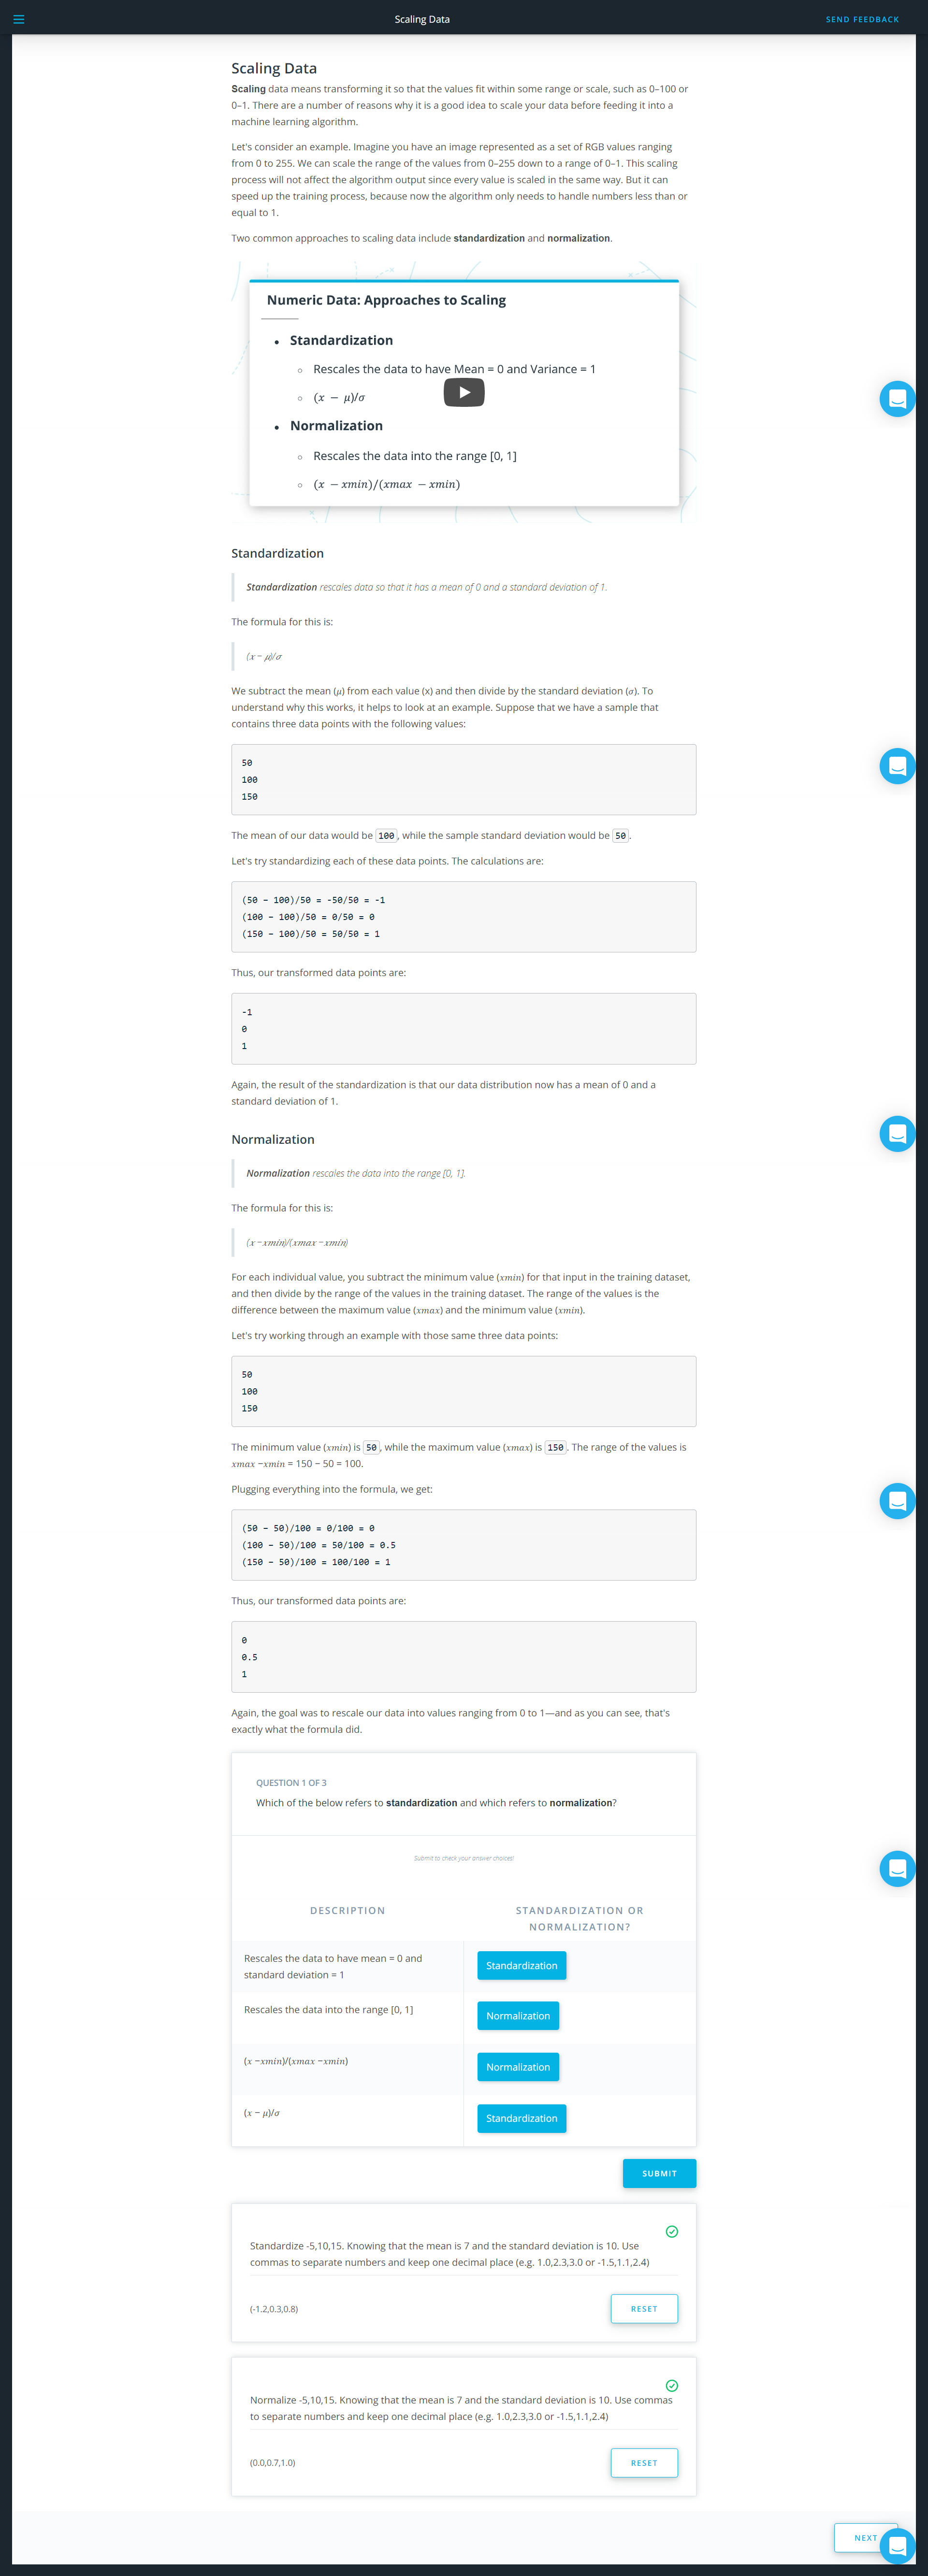 Scaling Data
SEND FEEDBACK
Scaling Data
Scaling data means transforming it so that the values fit within some range or scale, such as 0–100 or
0–1. There are a number of reasons why it is a good idea to scale your data before feeding it into a
machine learning algorithm.
Let's consider an example. Imagine you have an image represented as a set of RGB values ranging
from 0 to 255. We can scale the range of the values from 0–255 down to a range of 0–1. This scaling
process will not affect the algorithm output since every value is scaled in the same way. But it can
speed up the training process, because now the algorithm only needs to handle numbers less than or
equal to 1.
Two common approaches to scaling data include standardization and normalization.
Numeric Data: Approaches to Scaling
• Standardization
○ Rescales the data to have Mean = 0 and Variance = 1
○ (x − μ)/σ
• Normalization
○ Rescales the data into the range [0, 1]
○ (x − xmin)/(xmax − xmin)
Standardization
Standardization rescales data so that it has a mean of 0 and a standard deviation of 1.
The formula for this is:
(x − μ)/σ
We subtract the mean (μ) from each value (x) and then divide by the standard deviation (σ). To
understand why this works, it helps to look at an example. Suppose that we have a sample that
contains three data points with the following values:
50
100
150
The mean of our data would be 100, while the sample standard deviation would be 50.
Let's try standardizing each of these data points. The calculations are:
(50 − 100)/50 = -50/50 = -1
(100 − 100)/50 = 0/50 = 0
(150 − 100)/50 = 50/50 = 1
Thus, our transformed data points are:
-1
0
1
Again, the result of the standardization is that our data distribution now has a mean of 0 and a
standard deviation of 1.
Normalization
Normalization rescales the data into the range [0, 1].
The formula for this is:
(x −xmin)/(xmax −xmin)
For each individual value, you subtract the minimum value (xmin) for that input in the training dataset,
and then divide by the range of the values in the training dataset. The range of the values is the
difference between the maximum value (xmax) and the minimum value (xmin).
Let's try working through an example with those same three data points:
50
100
150
The minimum value (xmin) is 50, while the maximum value (xmax) is 150. The range of the values is
xmax −xmin = 150 − 50 = 100.
Plugging everything into the formula, we get:
(50 − 50)/100 = 0/100 = 0
(100 − 50)/100 = 50/100 = 0.5
(150 − 50)/100 = 100/100 = 1
Thus, our transformed data points are:
0
0.5
1
Again, the goal was to rescale our data into values ranging from 0 to 1—and as you can see, that's
exactly what the formula did.
QUESTION 1 OF 3
Which of the below refers to standardization and which refers to normalization?
Submit to check your answer choices!
DESCRIPTION
STANDARDIZATION OR
NORMALIZATION?
Rescales the data to have mean = 0 and
standard deviation = 1
Standardization
Rescales the data into the range [0, 1]
Normalization
(x −xmin)/(xmax −xmin)
Normalization
(x − μ)/σ
Standardization
SUBMIT
Standardize -5,10,15. Knowing that the mean is 7 and the standard deviation is 10. Use
commas to separate numbers and keep one decimal place (e.g. 1.0,2.3,3.0 or -1.5,1.1,2.4)
(-1.2,0.3,0.8)
RESET
Normalize -5,10,15. Knowing that the mean is 7 and the standard deviation is 10. Use commas
to separate numbers and keep one decimal place (e.g. 1.0,2.3,3.0 or -1.5,1.1,2.4)
(0.0,0.7,1.0)
RESET
NEXT